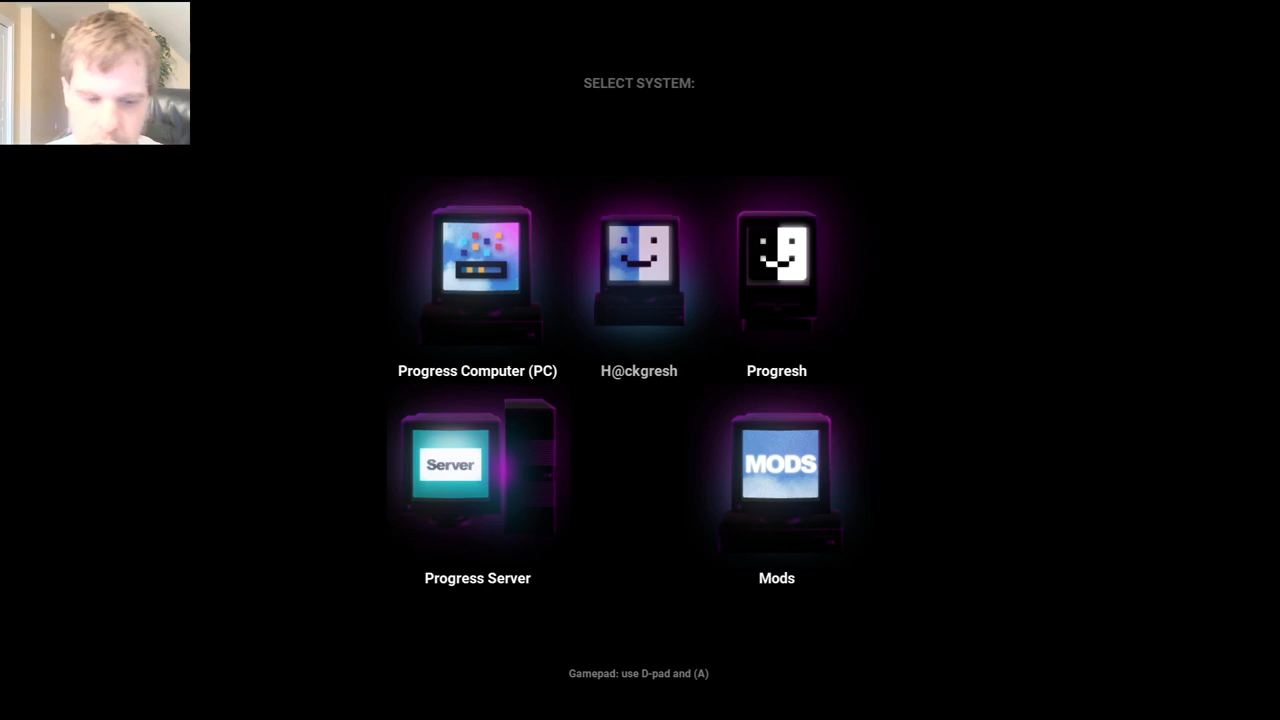 SELECT SYSTEM:
Progress Computer (PC)
H@ckgresh
Progresh
Server
MODS
Progress Server
Mods
Gamepad: use D-pad and (A)